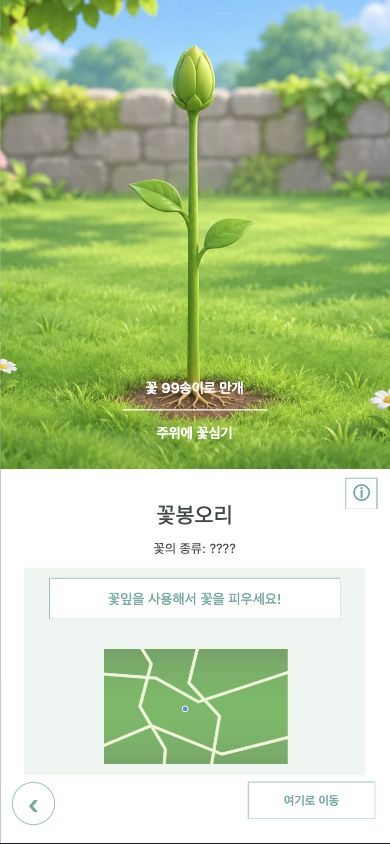 꽃 99송이로 만개
주위에 꽃심기
꽃봉오리
꽃의 종류: ????
꽃잎을 사용해서 꽃을 피우세요!
여기로 이동